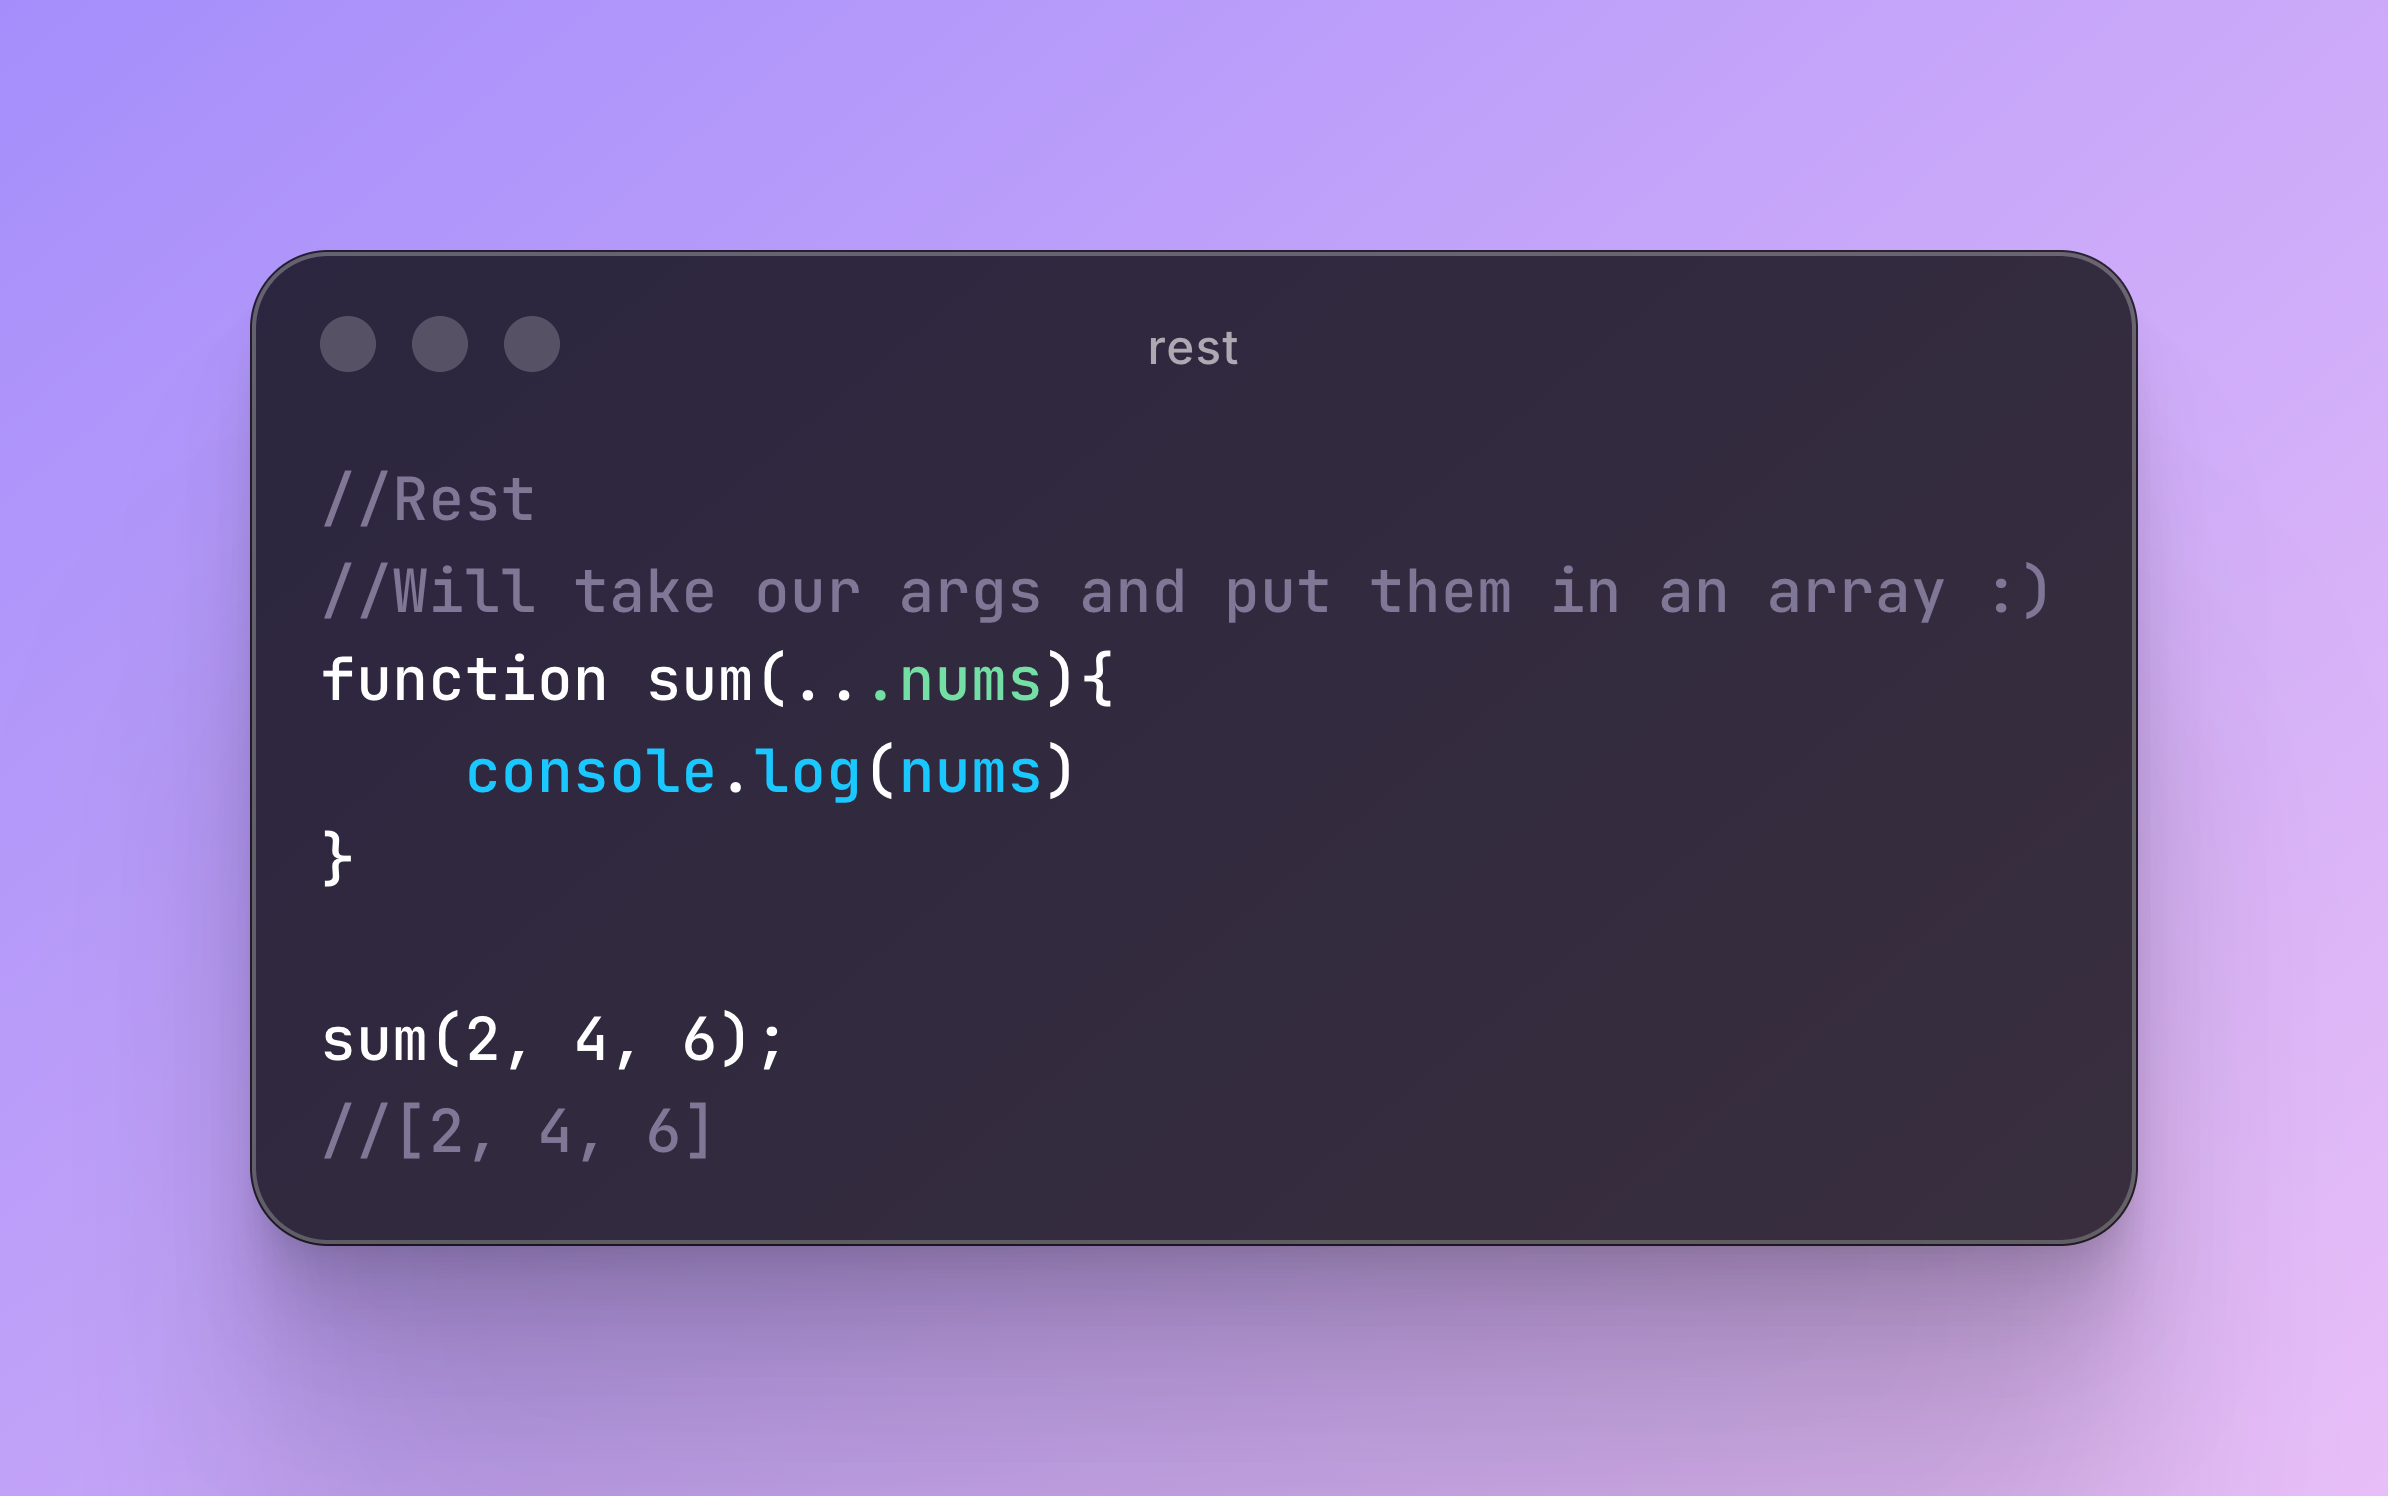 rest
//Rest
//Will take our args and put them in an array :)
function sum(...nums){
    console.log(nums)
}
sum(2, 4, 6);
//[2, 4, 6]